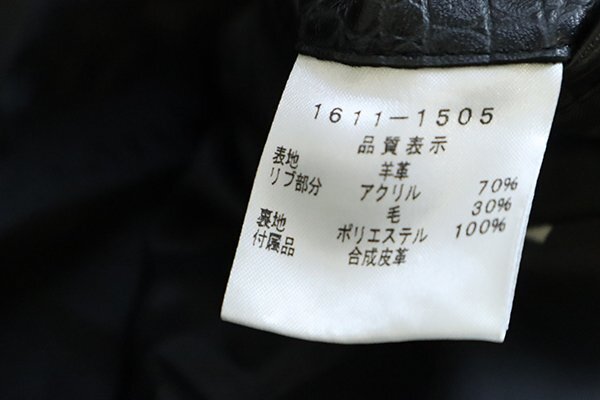 1611-1505
品質表示
表地 羊革
リブ部分 アクリル 70%
毛 30%
裏地 ポリエステル 100%
付属品 合成皮革